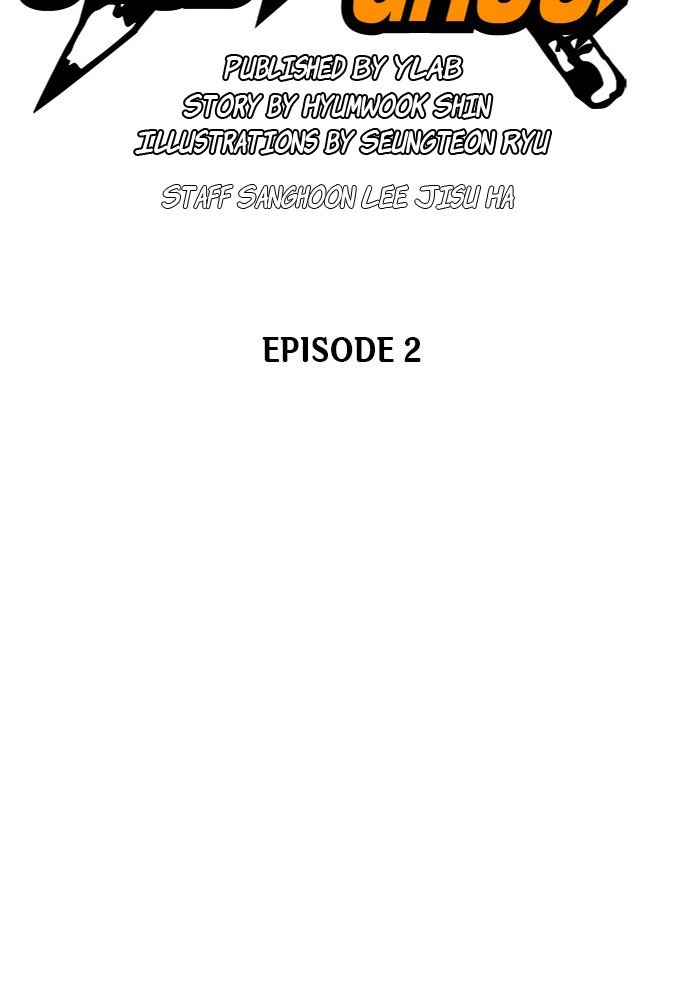 PUBLISHED BY YLAB
STORY BY HYUMWOOK SHIN
ILLUSTRATIONS BY SEUNGTEON RYU
STAFF SANGHOON LEE JISU HA
EPISODE 2